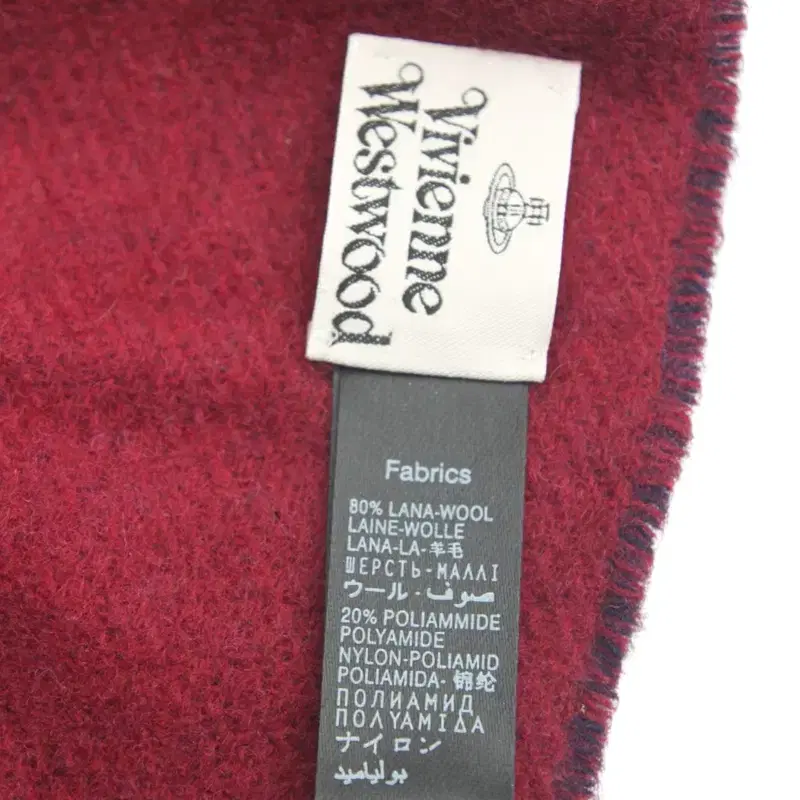 Vivienne
Westwood
Fabrics
80% LANA-WOOL
LAINE-WOLLE
LANA-LA-羊毛
ШЕРСТЬ-ΜΑΛΛΙ
ウール - صوف
20% POLIAMMIDE
POLYAMIDE
NYLON-POLIAMID
POLIAMIDA-锦纶
ПОЛИАМИД
ΠΟΛΥΑΜΙΔΑ
ナイロン
بولياميد